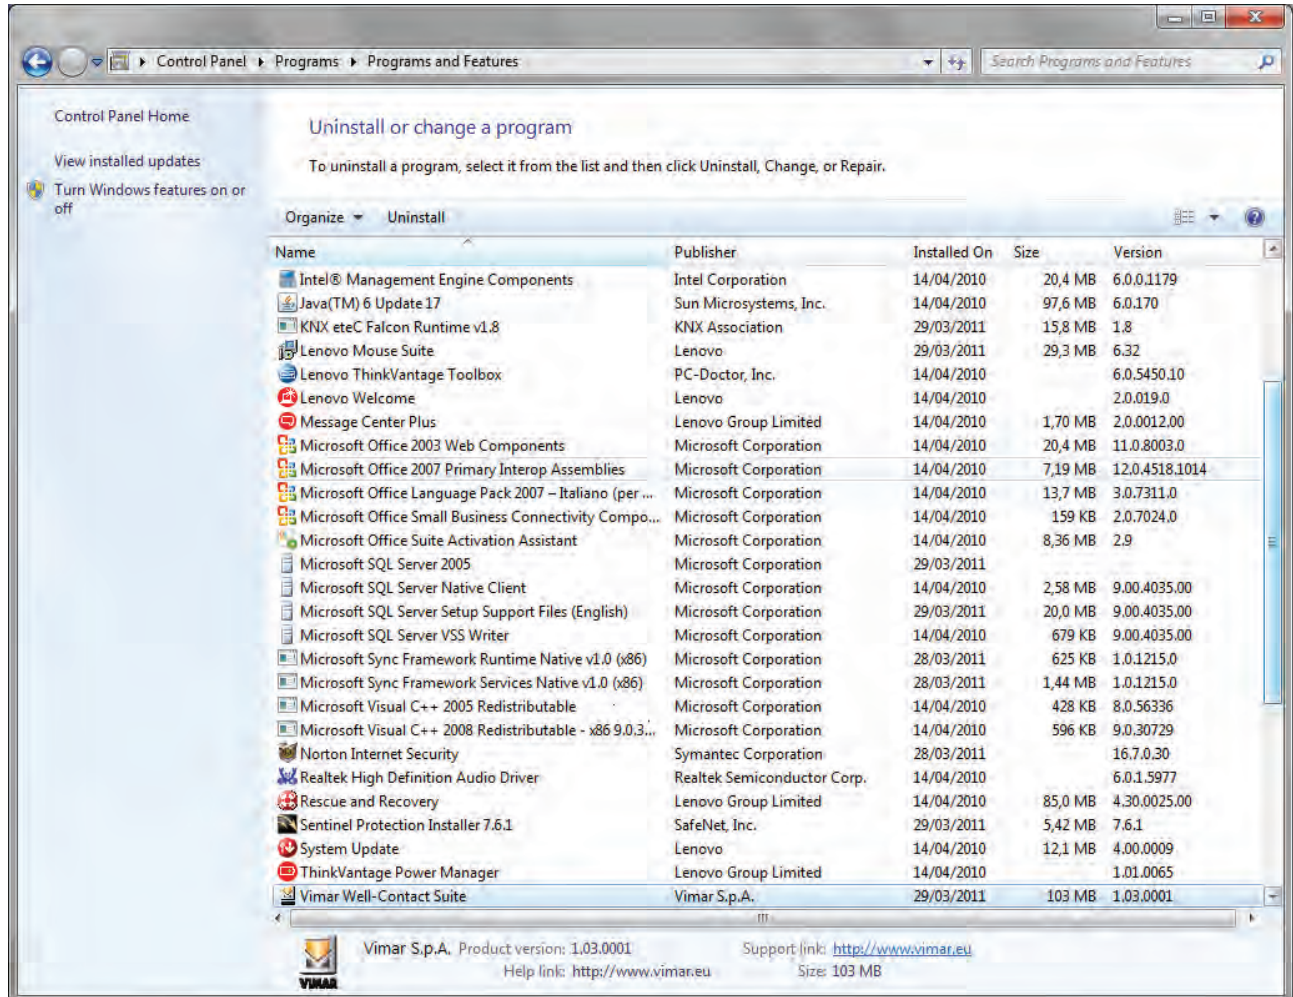 Control Panel ▸ Programs ▸ Programs and Features
Search Programs and Features
Control Panel Home
View installed updates
Turn Windows features on or
off
Uninstall or change a program
To uninstall a program, select it from the list and then click Uninstall, Change, or Repair.
Organize Uninstall
Name Publisher Installed On Size Version
Intel® Management Engine Components Intel Corporation 14/04/2010 20,4 MB 6.0.0.1179
Java(TM) 6 Update 17 Sun Microsystems, Inc. 14/04/2010 97,6 MB 6.0.170
KNX eteC Falcon Runtime v1.8 KNX Association 29/03/2011 15,8 MB 1.8
Lenovo Mouse Suite Lenovo 29/03/2011 29,3 MB 6.32
Lenovo ThinkVantage Toolbox PC-Doctor, Inc. 14/04/2010 6.0.5450.10
Lenovo Welcome Lenovo 14/04/2010 2.0.019.0
Message Center Plus Lenovo Group Limited 14/04/2010 1,70 MB 2.0.0012.00
Microsoft Office 2003 Web Components Microsoft Corporation 14/04/2010 20,4 MB 11.0.8003.0
Microsoft Office 2007 Primary Interop Assemblies Microsoft Corporation 14/04/2010 7,19 MB 12.0.4518.1014
Microsoft Office Language Pack 2007 – Italiano (per ... Microsoft Corporation 14/04/2010 13,7 MB 3.0.7311.0
Microsoft Office Small Business Connectivity Compo... Microsoft Corporation 14/04/2010 159 KB 2.0.7024.0
Microsoft Office Suite Activation Assistant Microsoft Corporation 14/04/2010 8,36 MB 2.9
Microsoft SQL Server 2005 Microsoft Corporation 29/03/2011
Microsoft SQL Server Native Client Microsoft Corporation 14/04/2010 2,58 MB 9.00.4035.00
Microsoft SQL Server Setup Support Files (English) Microsoft Corporation 29/03/2011 20,0 MB 9.00.4035.00
Microsoft SQL Server VSS Writer Microsoft Corporation 14/04/2010 679 KB 9.00.4035.00
Microsoft Sync Framework Runtime Native v1.0 (x86) Microsoft Corporation 28/03/2011 625 KB 1.0.1215.0
Microsoft Sync Framework Services Native v1.0 (x86) Microsoft Corporation 28/03/2011 1,44 MB 1.0.1215.0
Microsoft Visual C++ 2005 Redistributable Microsoft Corporation 14/04/2010 428 KB 8.0.56336
Microsoft Visual C++ 2008 Redistributable - x86 9.0.3... Microsoft Corporation 14/04/2010 596 KB 9.0.30729
Norton Internet Security Symantec Corporation 28/03/2011 16.7.0.30
Realtek High Definition Audio Driver Realtek Semiconductor Corp. 14/04/2010 6.0.1.5977
Rescue and Recovery Lenovo Group Limited 14/04/2010 85,0 MB 4.30.0025.00
Sentinel Protection Installer 7.6.1 SafeNet, Inc. 29/03/2011 5,42 MB 7.6.1
System Update Lenovo 14/04/2010 12,1 MB 4.00.0009
ThinkVantage Power Manager Lenovo Group Limited 14/04/2010 1.01.0065
Vimar Well-Contact Suite Vimar S.p.A. 29/03/2011 103 MB 1.03.0001
Vimar S.p.A. Product version: 1.03.0001 Support link: http://www.vimar.eu
Help link: http://www.vimar.eu Size: 103 MB
VIMAR